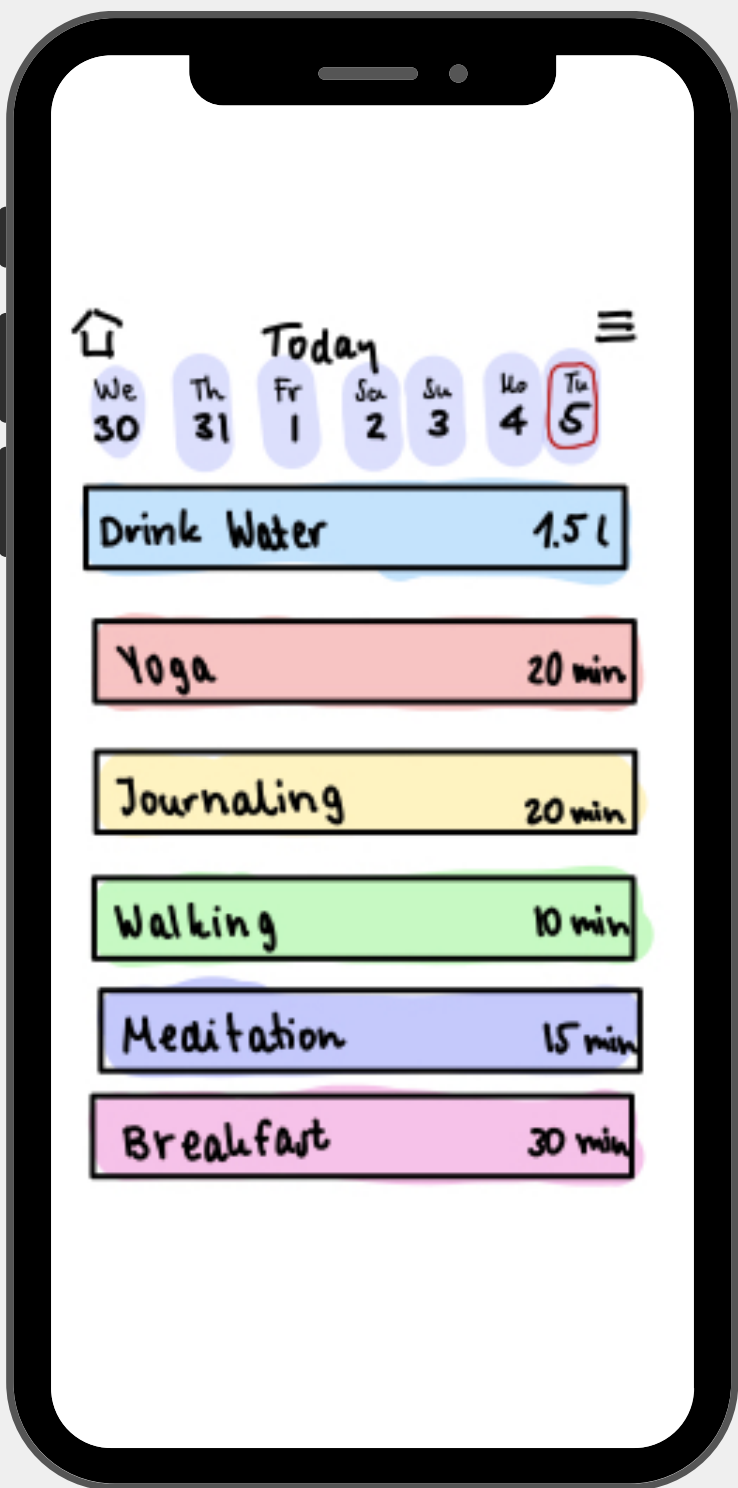 Today
We Th Fr Sa Su Mo Tu
30 31 1 2 3 4 5
Drink Water 1.5 l
Yoga 20 min
Journaling 20 min
Walking 10 min
Meditation 15 min
Breakfast 30 min